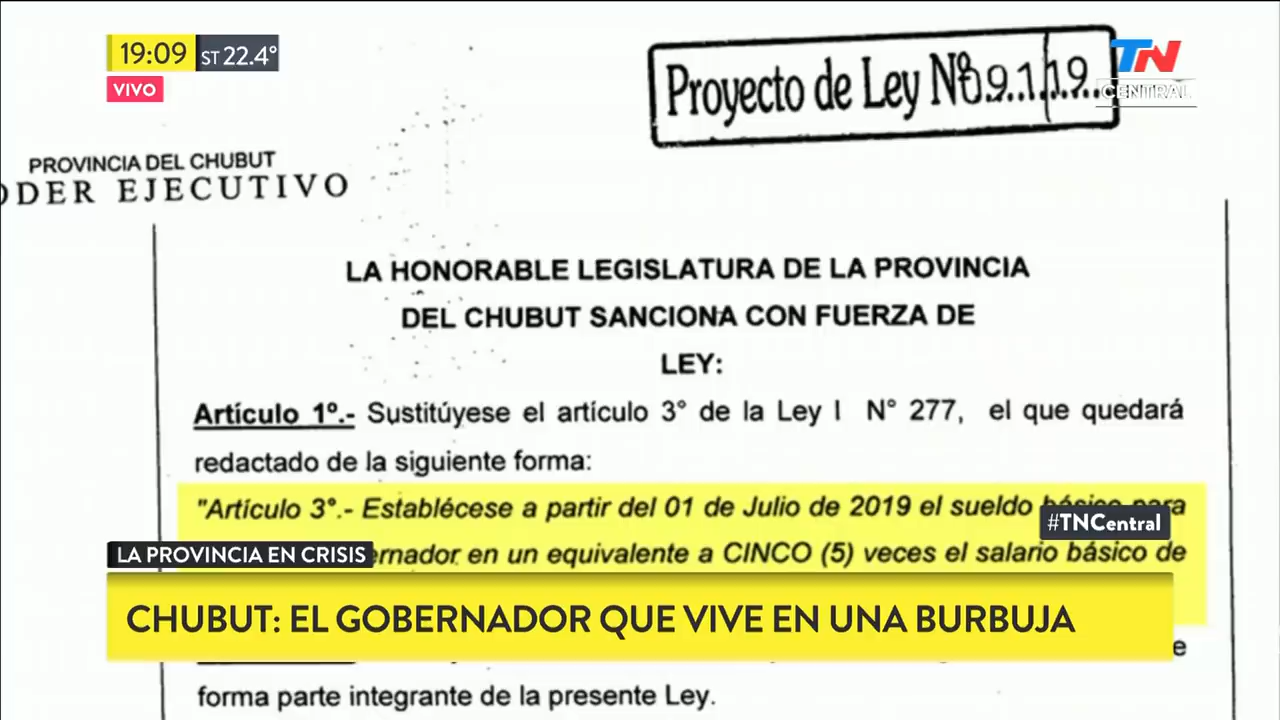 19:09 ST 22.4°
VIVO
Proyecto de Ley Nº 09.1.19
TN
CENTRAL
PROVINCIA DEL CHUBUT
ODER EJECUTIVO
LA HONORABLE LEGISLATURA DE LA PROVINCIA
DEL CHUBUT SANCIONA CON FUERZA DE
LEY:
Artículo 1º.- Sustitúyese el artículo 3° de la Ley I N° 277, el que quedará
redactado de la siguiente forma:
"Artículo 3°.- Establécese a partir del 01 de Julio de 2019 el sueldo básico para
#TNCentral
ernador en un equivalente a CINCO (5) veces el salario básico de
LA PROVINCIA EN CRISIS
CHUBUT: EL GOBERNADOR QUE VIVE EN UNA BURBUJA
e
forma parte integrante de la presente Ley.